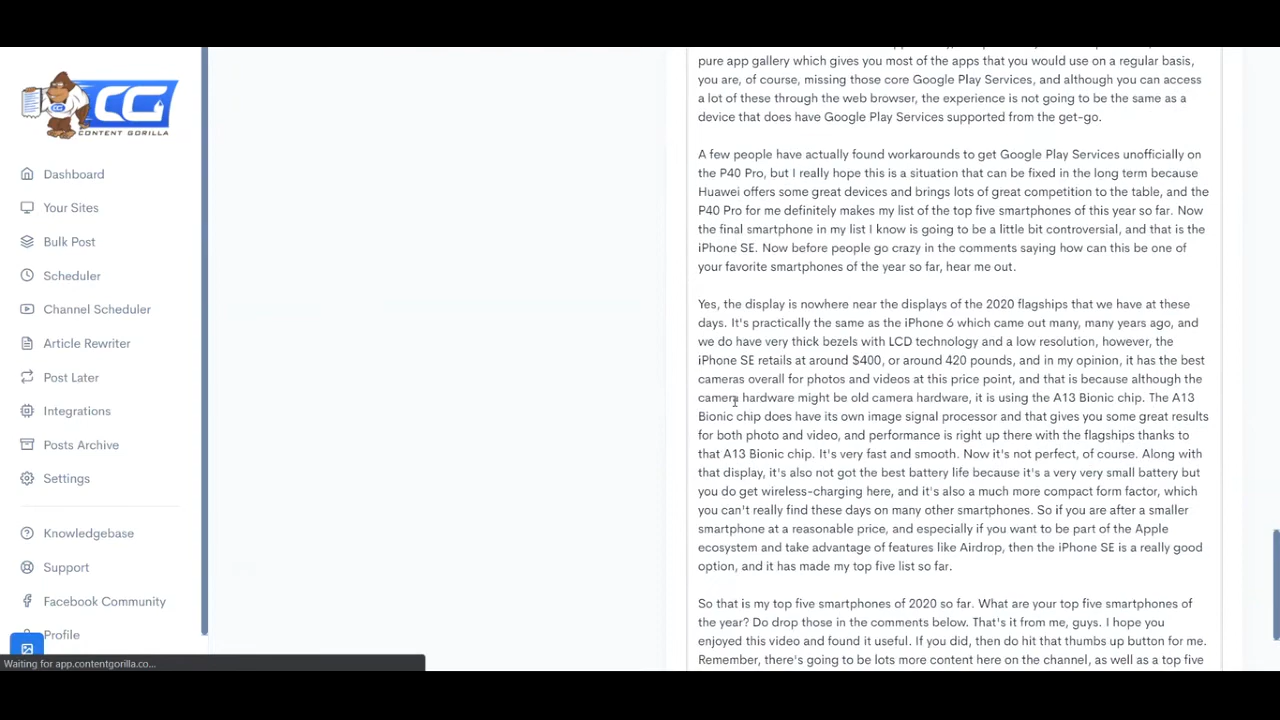 CG
CONTENT GORILLA
Dashboard
Your Sites
Bulk Post
Scheduler
Channel Scheduler
Article Rewriter
Post Later
Integrations
Posts Archive
Settings
Knowledgebase
Support
Facebook Community
Profile
Waiting for app.contentgorilla.co...
pure app gallery which gives you most of the apps that you would use on a regular basis,
you are, of course, missing those core Google Play Services, and although you can access
a lot of these through the web browser, the experience is not going to be the same as a
device that does have Google Play Services supported from the get-go.
A few people have actually found workarounds to get Google Play Services unofficially on
the P40 Pro, but I really hope this is a situation that can be fixed in the long term because
Huawei offers some great devices and brings lots of great competition to the table, and the
P40 Pro for me definitely makes my list of the top five smartphones of this year so far. Now
the final smartphone in my list I know is going to be a little bit controversial, and that is the
iPhone SE. Now before people go crazy in the comments saying how can this be one of
your favorite smartphones of the year so far, hear me out.
Yes, the display is nowhere near the displays of the 2020 flagships that we have at these
days. It's practically the same as the iPhone 6 which came out many, many years ago, and
we do have very thick bezels with LCD technology and a low resolution, however, the
iPhone SE retails at around $400, or around 420 pounds, and in my opinion, it has the best
cameras overall for photos and videos at this price point, and that is because although the
camera hardware might be old camera hardware, it is using the A13 Bionic chip. The A13
Bionic chip does have its own image signal processor and that gives you some great results
for both photo and video, and performance is right up there with the flagships thanks to
that A13 Bionic chip. It's very fast and smooth. Now it's not perfect, of course. Along with
that display, it's also not got the best battery life because it's a very very small battery but
you do get wireless-charging here, and it's also a much more compact form factor, which
you can't really find these days on many other smartphones. So if you are after a smaller
smartphone at a reasonable price, and especially if you want to be part of the Apple
ecosystem and take advantage of features like Airdrop, then the iPhone SE is a really good
option, and it has made my top five list so far.
So that is my top five smartphones of 2020 so far. What are your top five smartphones of
the year? Do drop those in the comments below. That's it from me, guys. I hope you
enjoyed this video and found it useful. If you did, then do hit that thumbs up button for me.
Remember, there's going to be lots more content here on the channel, as well as a top five